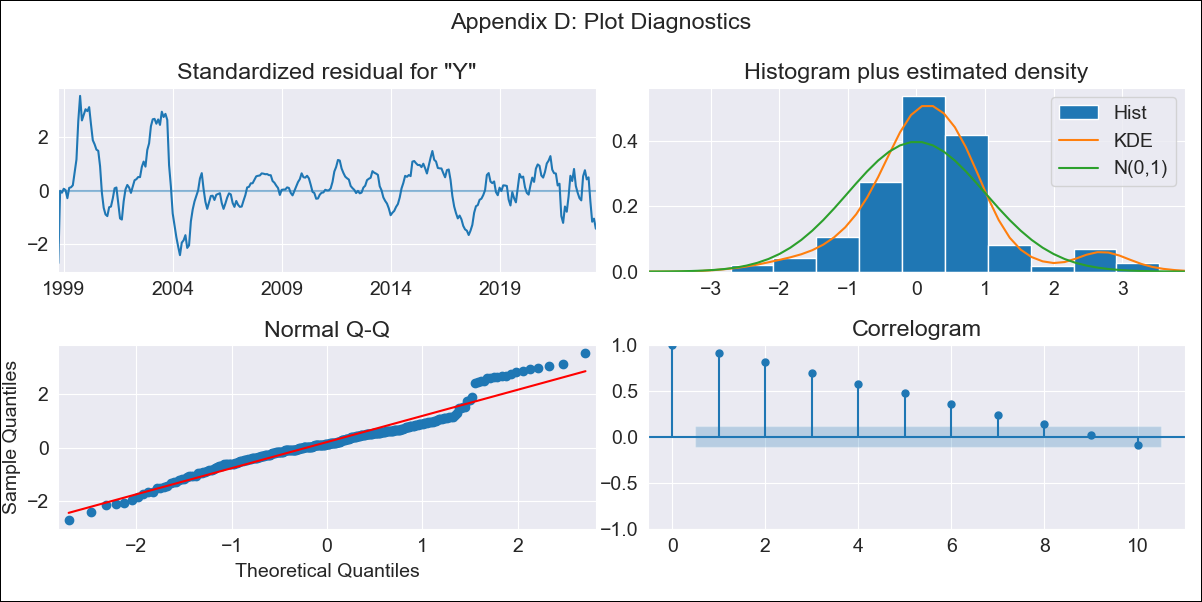 Appendix D: Plot Diagnostics
Standardized residual for "Y"
2
0
−2
1999 2004 2009 2014 2019
Histogram plus estimated density
Hist
KDE
N(0,1)
0.4
0.2
0.0
−3 −2 −1 0 1 2 3
Normal Q-Q
Sample Quantiles
2
0
−2
−2 −1 0 1 2
Theoretical Quantiles
Correlogram
1.0
0.5
0.0
−0.5
−1.0
0 2 4 6 8 10